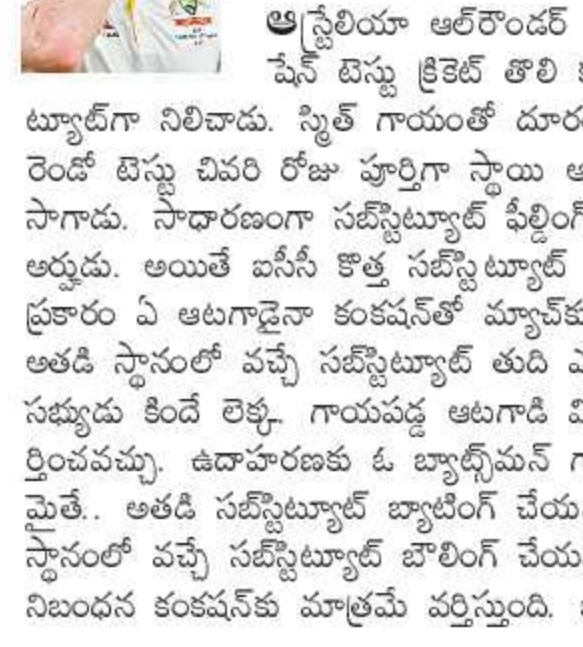 ఆస్ట్రేలియా ఆల్‌రౌండర్
షేన్ టెస్టు క్రికెట్ తొలి
ట్యూట్‌గా నిలిచాడు. స్మిత్ గాయంతో
రెండో టెస్టు చివరి రోజు పూర్తిగా స్థాయి
సాగాడు. సాధారణంగా సబ్‌స్టిట్యూట్ ఫీల్డింగ్
అర్హుడు. అయితే ఐసీసీ కొత్త సబ్‌స్టిట్యూట్
ప్రకారం ఏ ఆటగాడైనా కంకషన్‌తో మ్యాచ్‌కు
అతడి స్థానంలో వచ్చే సబ్‌స్టిట్యూట్ తుది
సభ్యుడు కిందే లెక్క. గాయపడ్డ ఆటగాడి
ర్తించవచ్చు. ఉదాహరణకు ఓ బ్యాట్స్‌మన్
మైతే.. అతడి సబ్‌స్టిట్యూట్ బ్యాటింగ్ చేయ
స్థానంలో వచ్చే సబ్‌స్టిట్యూట్ బౌలింగ్ చేయ
నిబంధన కంకషన్‌కు మాత్రమే వర్తిస్తుంది.